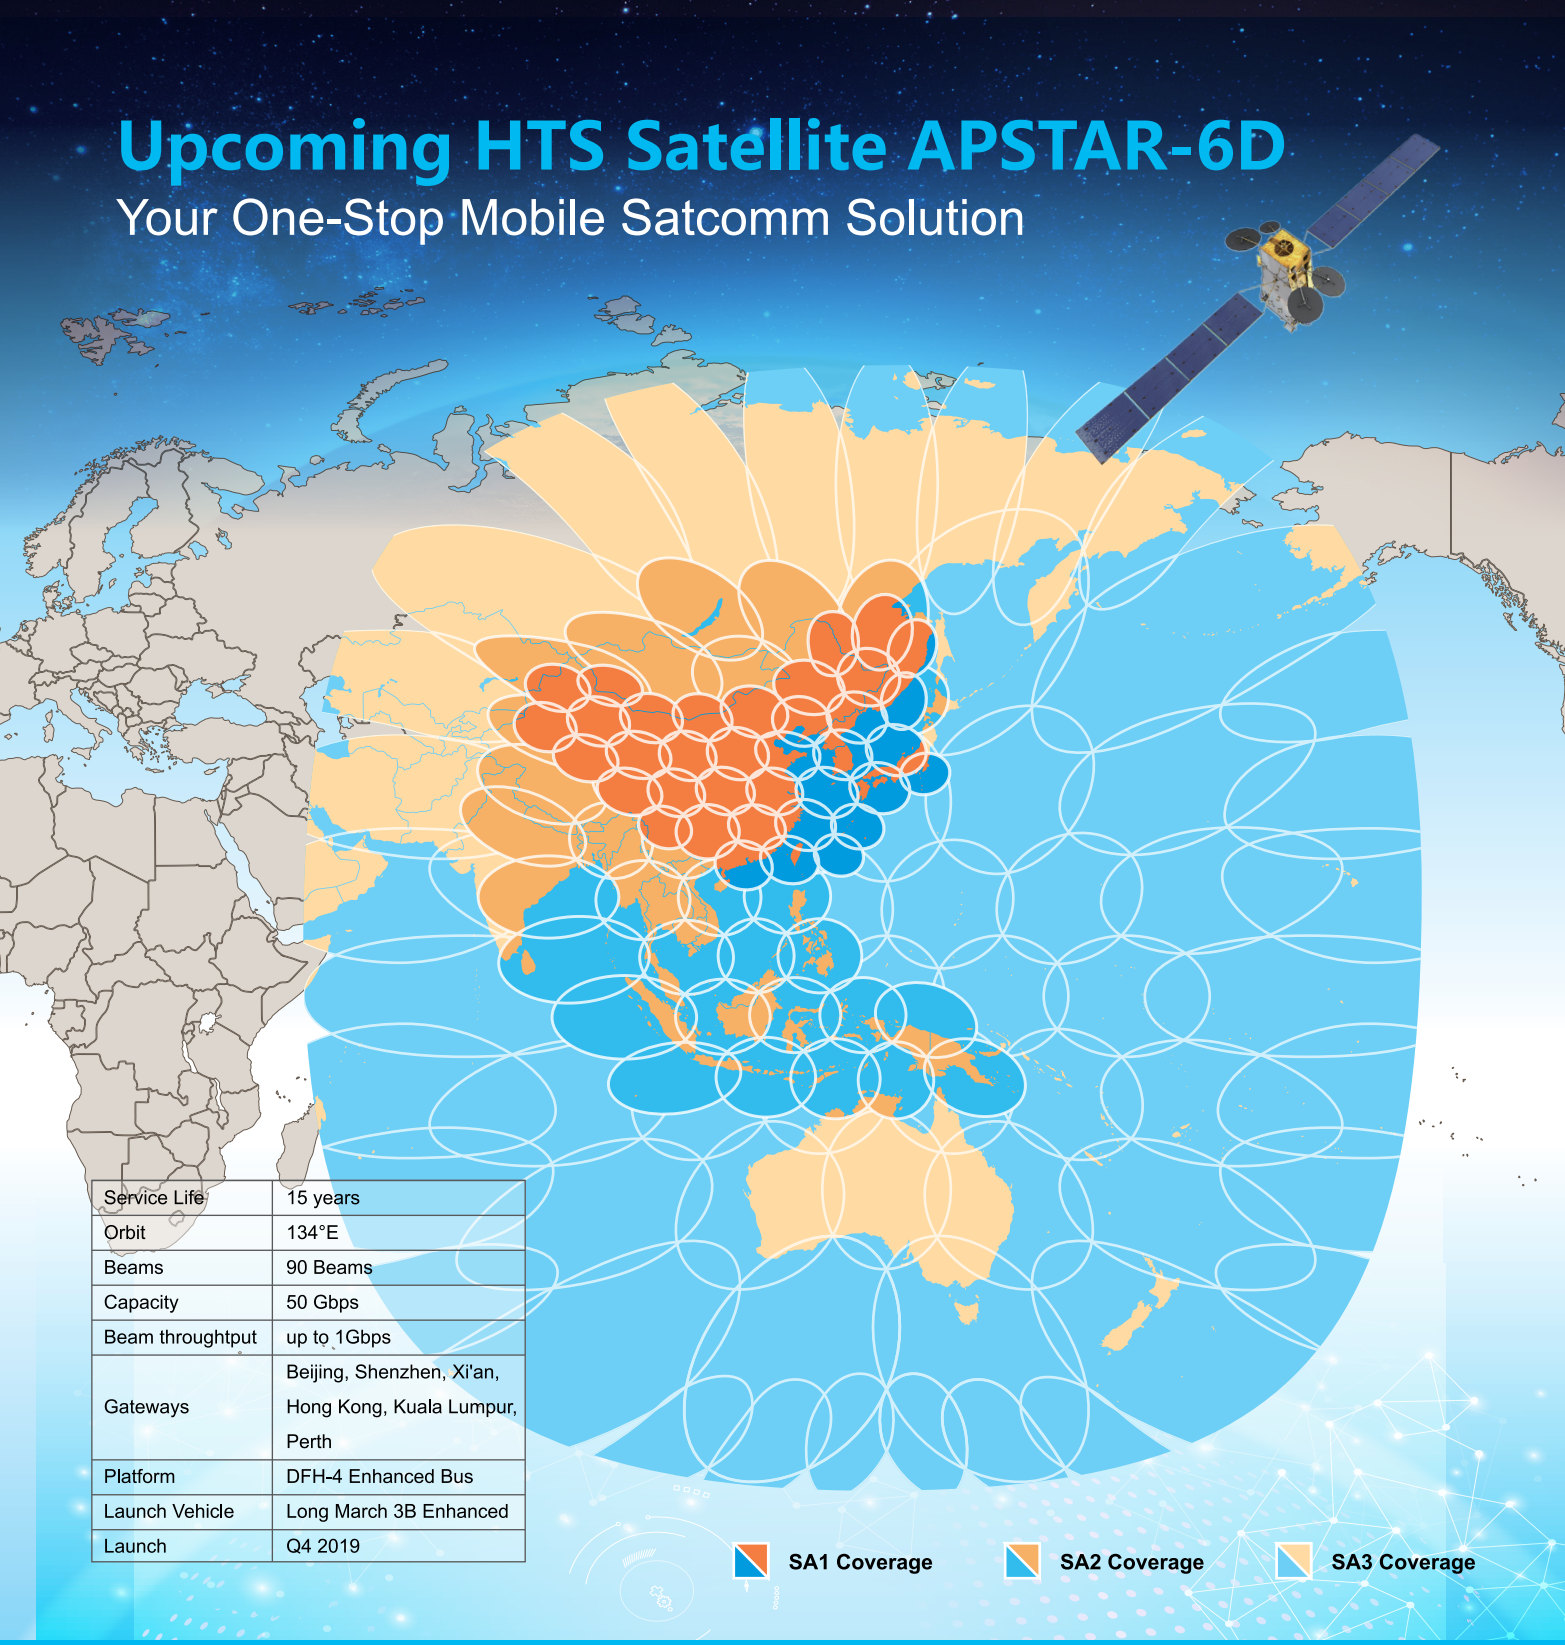 Upcoming HTS Satellite APSTAR-6D
Your One-Stop Mobile Satcomm Solution
Service Life 15 years
Orbit 134°E
Beams 90 Beams
Capacity 50 Gbps
Beam throughtput up to 1Gbps
Gateways Beijing, Shenzhen, Xi'an,
Hong Kong, Kuala Lumpur,
Perth
Platform DFH-4 Enhanced Bus
Launch Vehicle Long March 3B Enhanced
Launch Q4 2019
SA1 Coverage SA2 Coverage SA3 Coverage